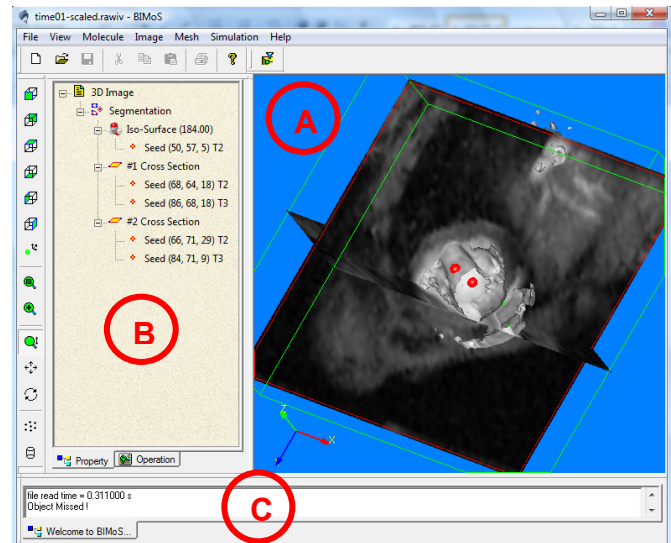 time01-scaled.rawiv - BIMoS
File View Molecule Image Mesh Simulation Help
3D Image
Segmentation
Iso-Surface (184.00)
Seed (50, 57, 5) T2
#1 Cross Section
Seed (68, 64, 18) T2
Seed (86, 68, 18) T3
#2 Cross Section
Seed (66, 71, 29) T2
Seed (84, 71, 9) T3
A
B
Z
X
Property Operation
file read time = 0.311000 s
Object Missed !
C
Welcome to BIMoS...